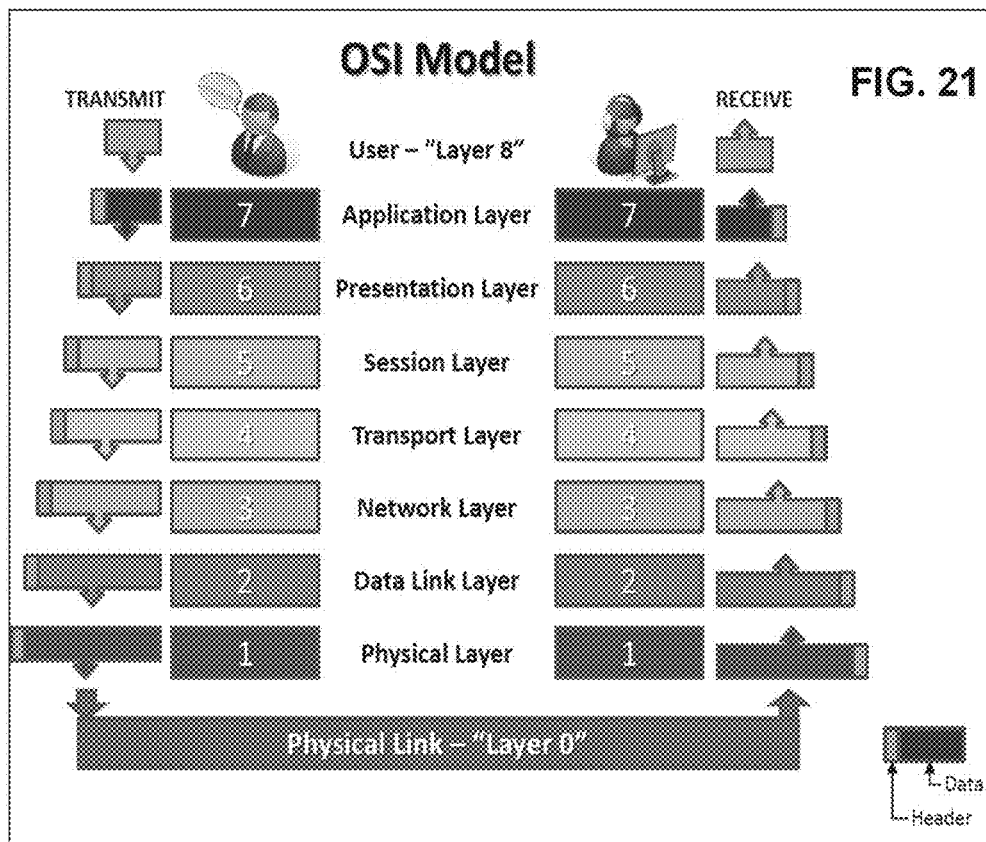 OSI Model
FIG. 21
TRANSMIT
RECEIVE
User – "Layer 8"
7 Application Layer 7
6 Presentation Layer 6
5 Session Layer 5
4 Transport Layer 4
3 Network Layer 3
2 Data Link Layer 2
1 Physical Layer 1
Physical Link – "Layer 0"
Data
Header